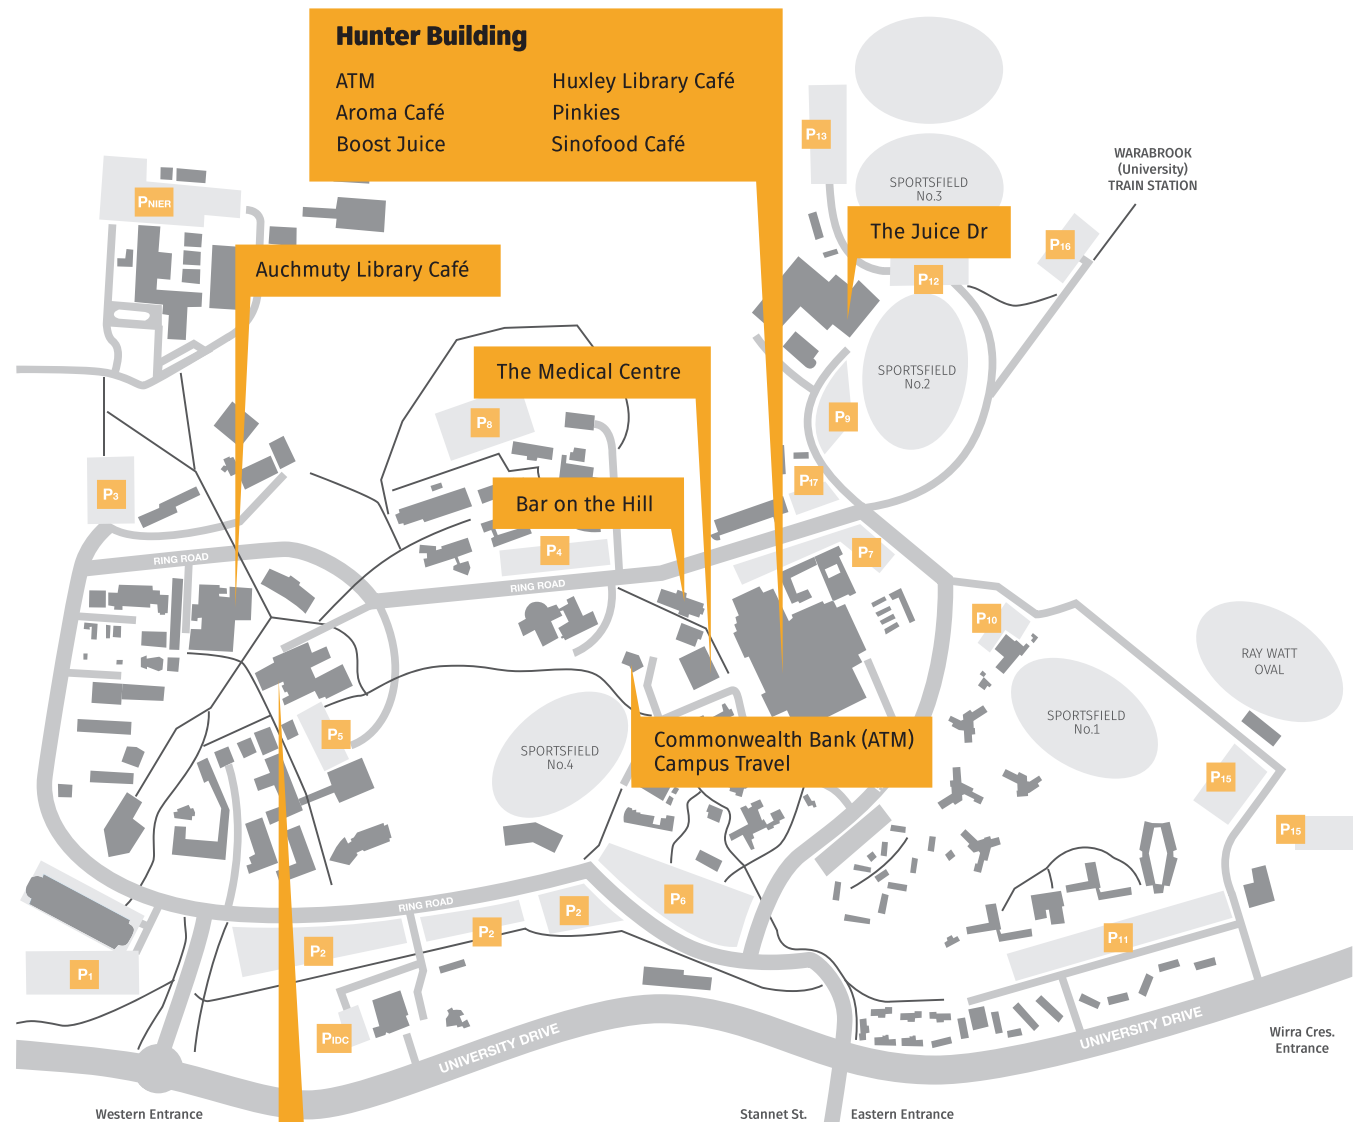 Hunter Building
ATM
Aroma Café
Boost Juice
Huxley Library Café
Pinkies
Sinofood Café
P13
WARABROOK
(University)
TRAIN STATION
SPORTSFIELD
No.3
PNIER
The Juice Dr
P16
Auchmuty Library Café
P12
The Medical Centre
SPORTSFIELD
No.2
P8
P9
P3
P17
Bar on the Hill
P4
P7
RING ROAD
RING ROAD
P10
RAY WATT
OVAL
P5
SPORTSFIELD
No.1
SPORTSFIELD
No.4
Commonwealth Bank (ATM)
Campus Travel
P15
P15
P6
RING ROAD
P2
P2
P2
P11
P1
PIDC
UNIVERSITY DRIVE
UNIVERSITY DRIVE
Wirra Cres.
Entrance
Western Entrance
Stannet St.
Eastern Entrance